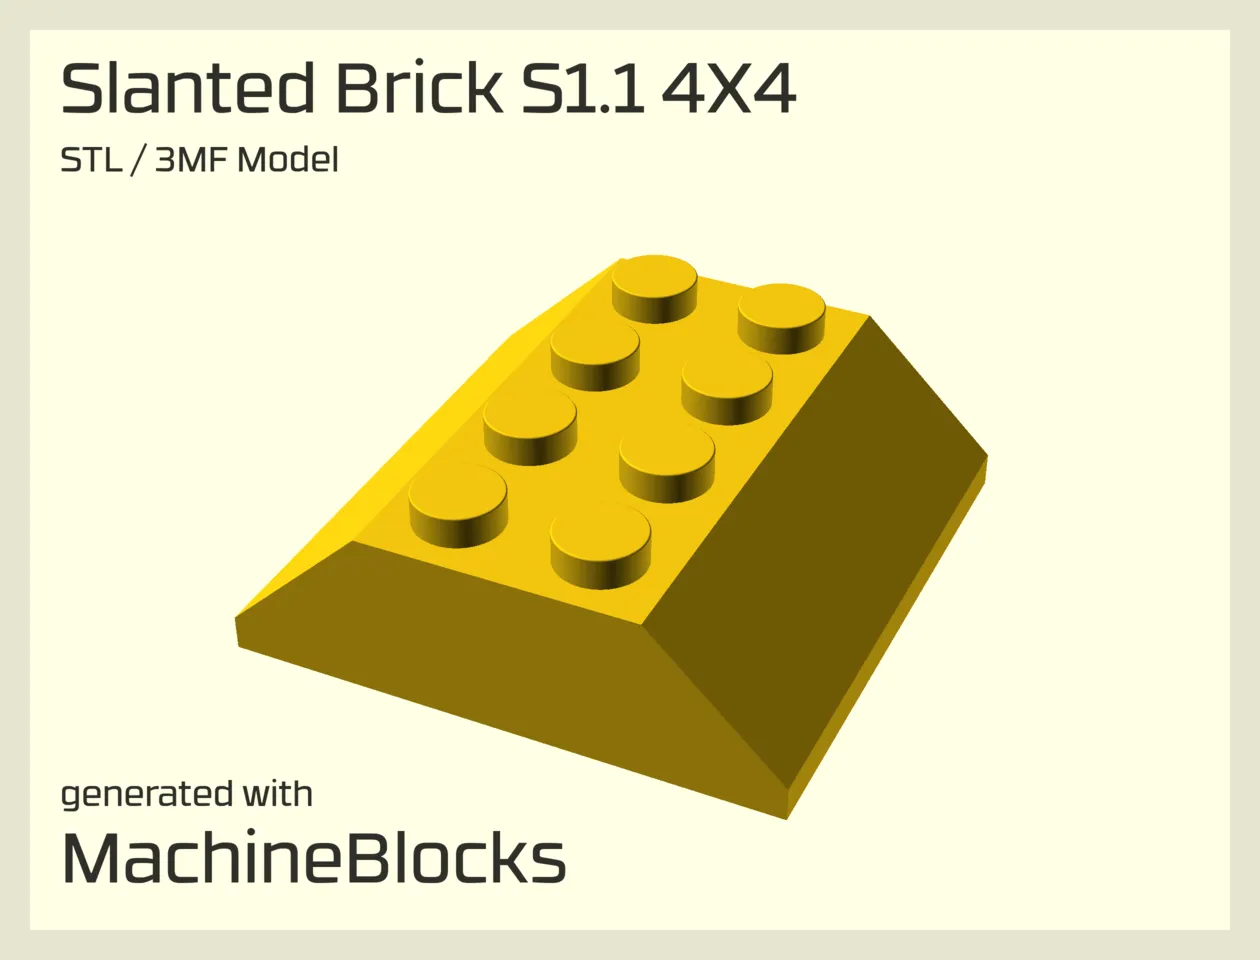 Slanted Brick S1.1 4X4
STL / 3MF Model
generated with
MachineBlocks